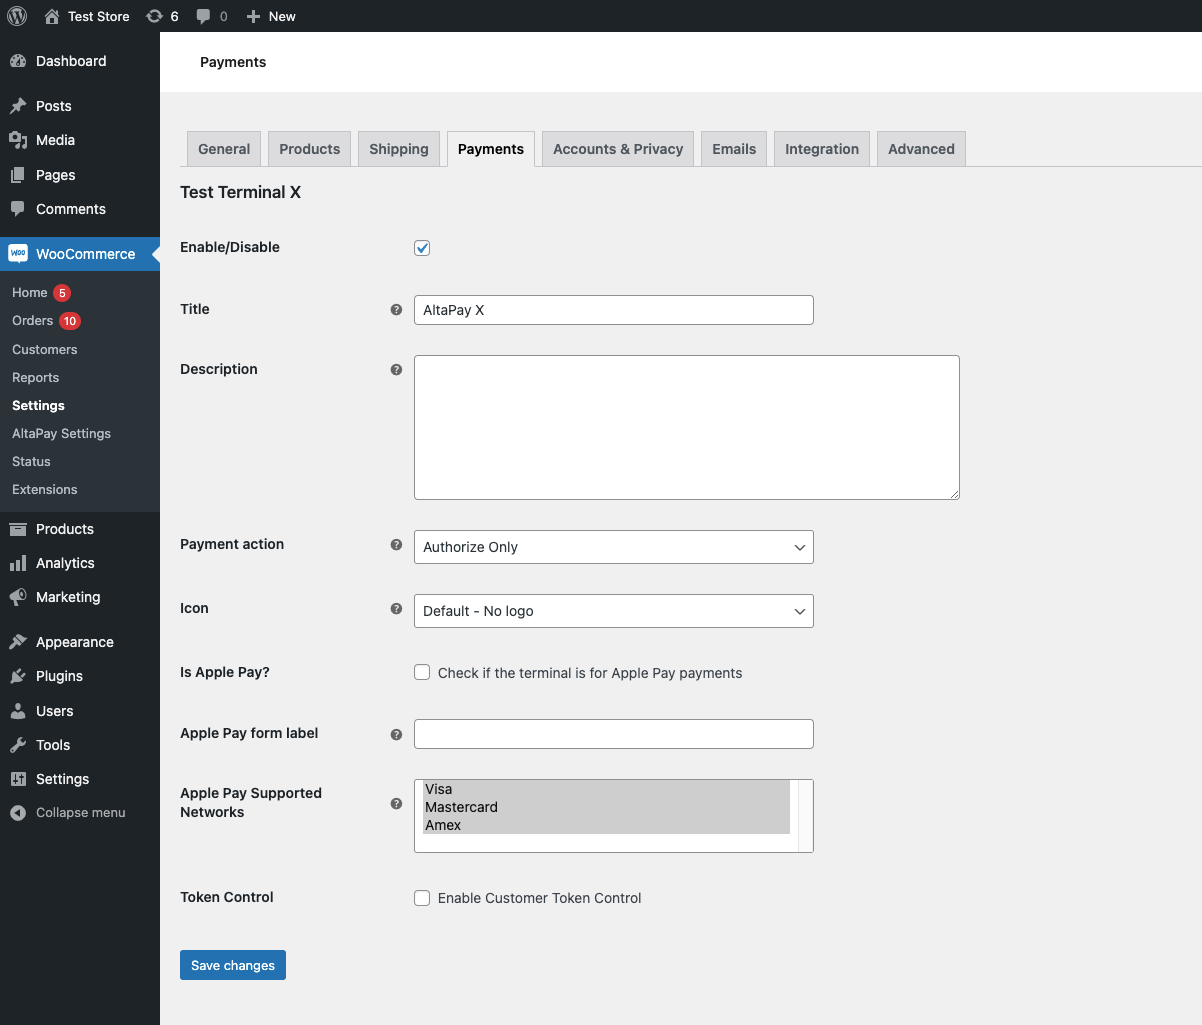 Test Store 6 0 New
Dashboard
Posts
Media
Pages
Comments
Woo WooCommerce
Home 5
Orders 10
Customers
Reports
Settings
AltaPay Settings
Status
Extensions
Products
Analytics
Marketing
Appearance
Plugins
Users
Tools
Settings
Collapse menu
Payments
General Products Shipping Payments Accounts & Privacy Emails Integration Advanced
Test Terminal X
Enable/Disable
Title ? AltaPay X
Description ?
Payment action ? Authorize Only
Icon ? Default - No logo
Is Apple Pay? Check if the terminal is for Apple Pay payments
Apple Pay form label ?
Apple Pay Supported
Networks ?
Visa
Mastercard
Amex
Token Control Enable Customer Token Control
Save changes